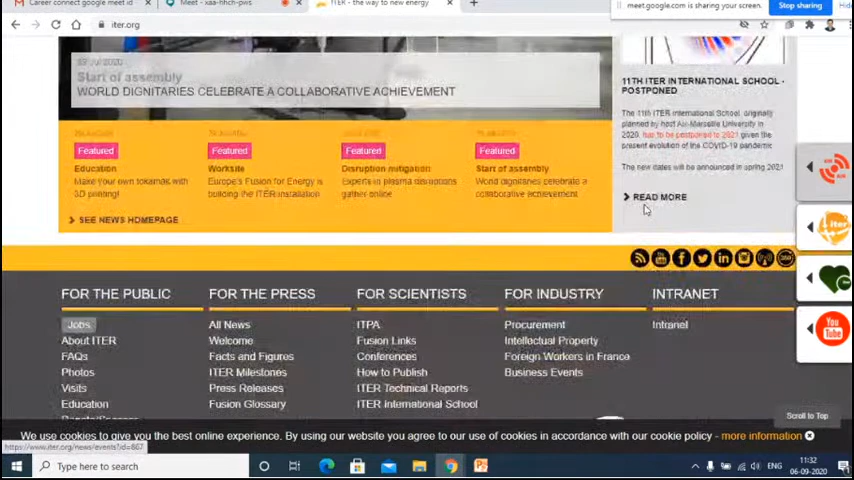 Career connect google meet id
Meet - xaa-hhch-pws
ITER - the way to new energy
meet.google.com is sharing your screen.
Stop sharing
Hide
iter.org
Start of assembly
WORLD DIGNITARIES CELEBRATE A COLLABORATIVE ACHIEVEMENT
11TH ITER INTERNATIONAL SCHOOL -
POSTPONED
The 11th ITER International School, originally
planned by host Aix-Marseille University in
2020, has to be postponed to 2021 given the
present evolution of the COVID-19 pandemic
The new dates will be announced in spring 2021
READ MORE
Featured
Education
Make your own tokamak with
3D printing!
Featured
Worksite
Europe's Fusion for Energy is
building the ITER installation
Featured
Disruption mitigation
Experts in plasma disruptions
gather online
Featured
Start of assembly
World dignitaries celebrate a
collaborative achievement
SEE NEWS HOMEPAGE
You
Tube
360°
iter
You
Tube
FOR THE PUBLIC
Jobs
About ITER
FAQs
Photos
Visits
Education
FOR THE PRESS
All News
Welcome
Facts and Figures
ITER Milestones
Press Releases
Fusion Glossary
FOR SCIENTISTS
ITPA
Fusion Links
Conferences
How to Publish
ITER Technical Reports
ITER International School
FOR INDUSTRY
Procurement
Intellectual Property
Foreign Workers in France
Business Events
INTRANET
Intranet
Scroll to Top
We use cookies to give you the best online experience. By using our website you agree to our use of cookies in accordance with our cookie policy - more information
https://www.iter.org/news/events?id=867
Type here to search
ENG
11:32
06-09-2020